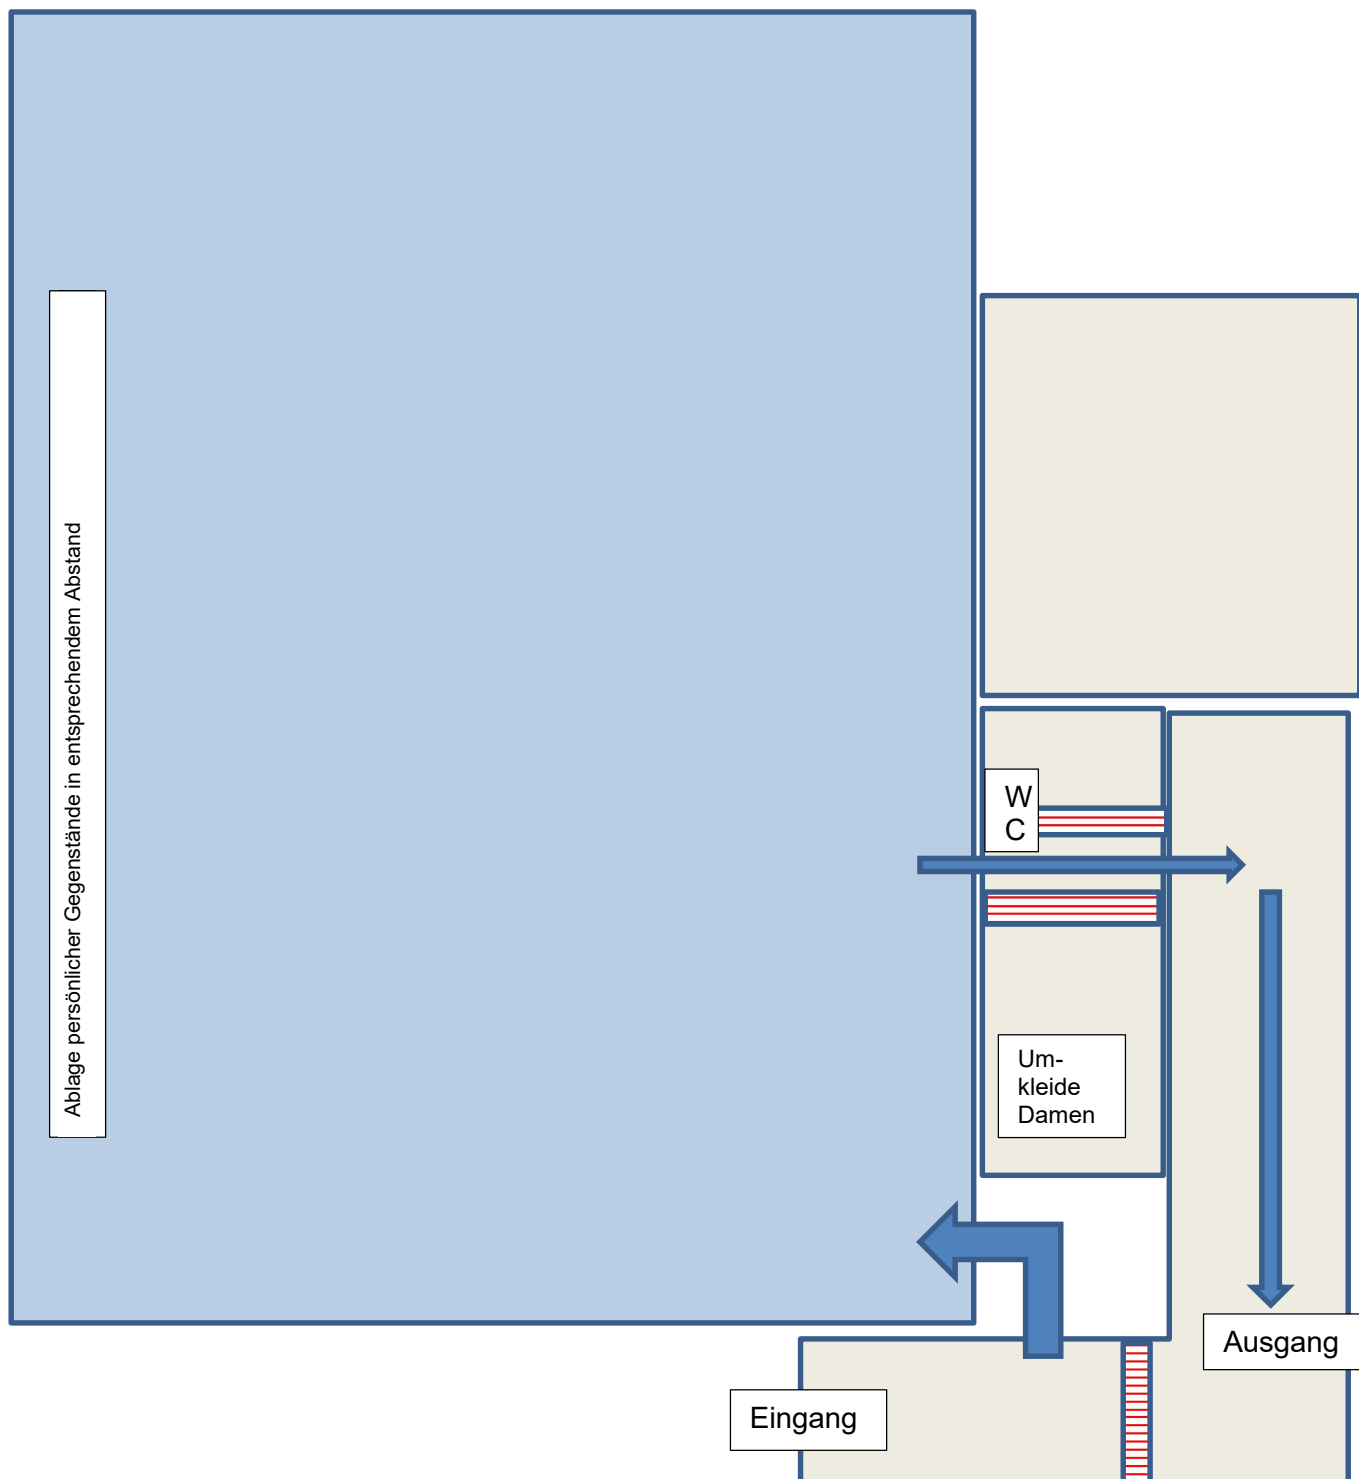 Ablage persönlicher Gegenstände in entsprechendem Abstand
W
C
Um-
kleide
Damen
Ausgang
Eingang